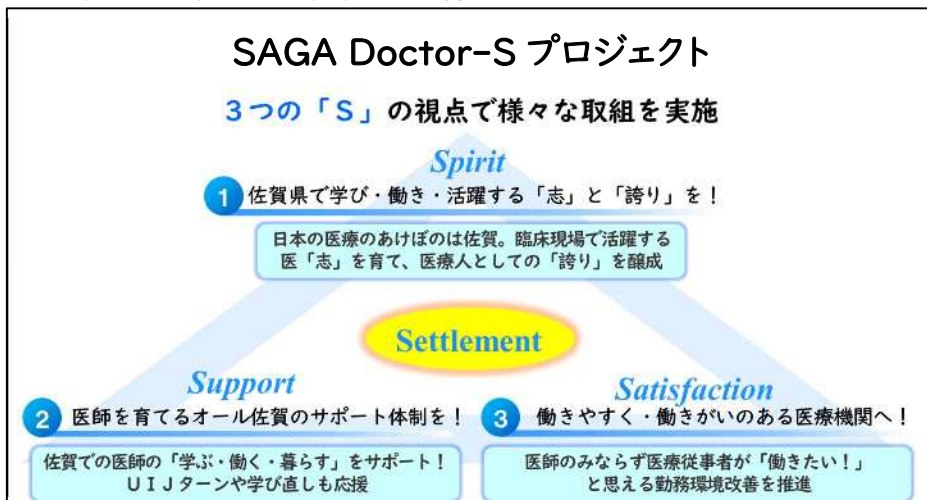 SAGA Doctor-S プロジェクト
3つの「S」の視点で様々な取組を実施
Spirit
1 佐賀県で学び・働き・活躍する「志」と「誇り」を！
日本の医療のあけぼのは佐賀。臨床現場で活躍する
医「志」を育て、医療人としての「誇り」を醸成
Settlement
Support
2 医師を育てるオール佐賀のサポート体制を！
佐賀での医師の「学ぶ・働く・暮らす」をサポート！
ＵＩＪターンや学び直しも応援
Satisfaction
3 働きやすく・働きがいのある医療機関へ！
医師のみならず医療従事者が「働きたい！」
と思える勤務環境改善を推進